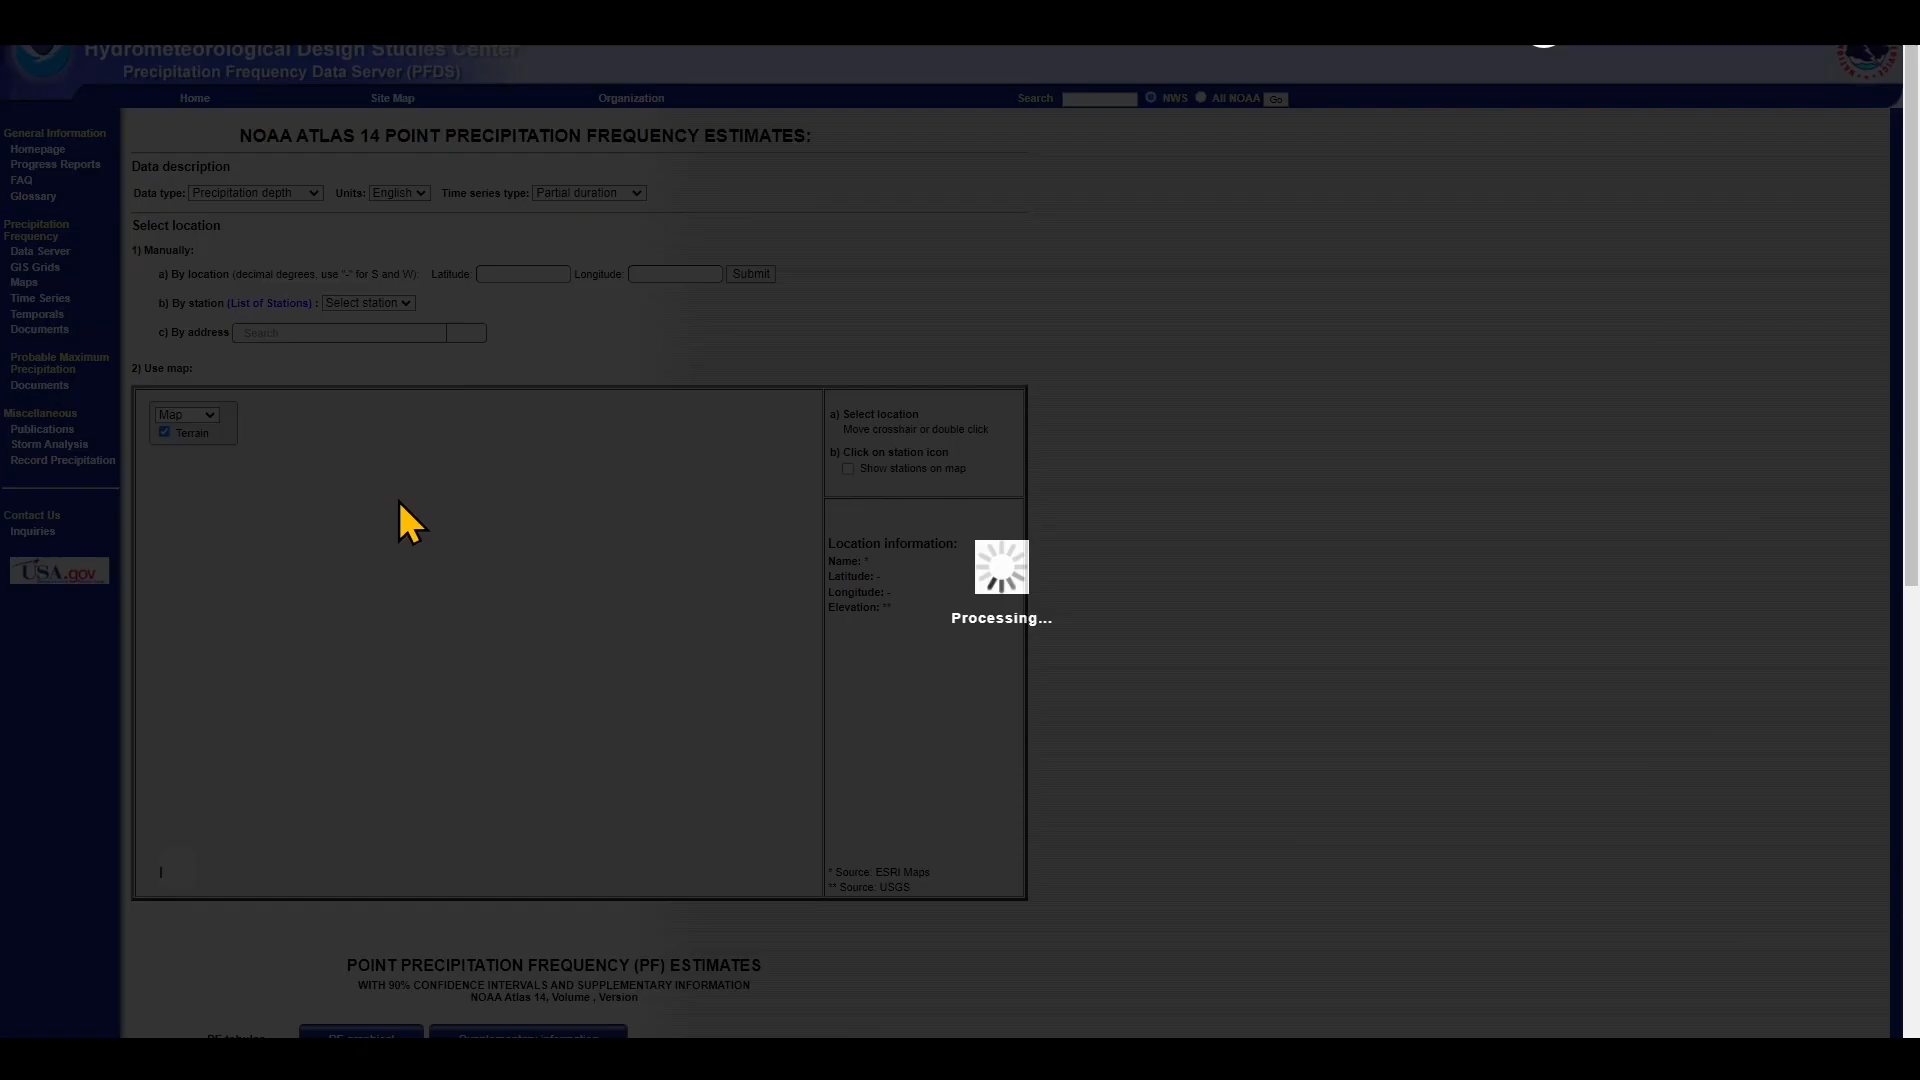 Hydrometeorological Design Studies Center
Precipitation Frequency Data Server (PFDS)
Home Site Map Organization Search NWS All NOAA Go
General Information
Homepage
Progress Reports
FAQ
Glossary
Precipitation
Frequency
Data Server
GIS Grids
Maps
Time Series
Temporals
Documents
Probable Maximum
Precipitation
Documents
Miscellaneous
Publications
Storm Analysis
Record Precipitation
Contact Us
Inquiries
USA.gov
NOAA ATLAS 14 POINT PRECIPITATION FREQUENCY ESTIMATES:
Data description
Data type: Precipitation depth Units: English Time series type: Partial duration
Select location
1) Manually:
a) By location (decimal degrees, use "-" for S and W): Latitude: Longitude: Submit
b) By station (List of Stations) : Select station
c) By address Search
2) Use map:
Map
Terrain
a) Select location
Move crosshair or double click
b) Click on station icon
Show stations on map
Location information:
Name: *
Latitude: -
Longitude: -
Elevation: **
Processing...
* Source: ESRI Maps
** Source: USGS
POINT PRECIPITATION FREQUENCY (PF) ESTIMATES
WITH 90% CONFIDENCE INTERVALS AND SUPPLEMENTARY INFORMATION
NOAA Atlas 14, Volume , Version
PF tabular PF graphical Supplementary information